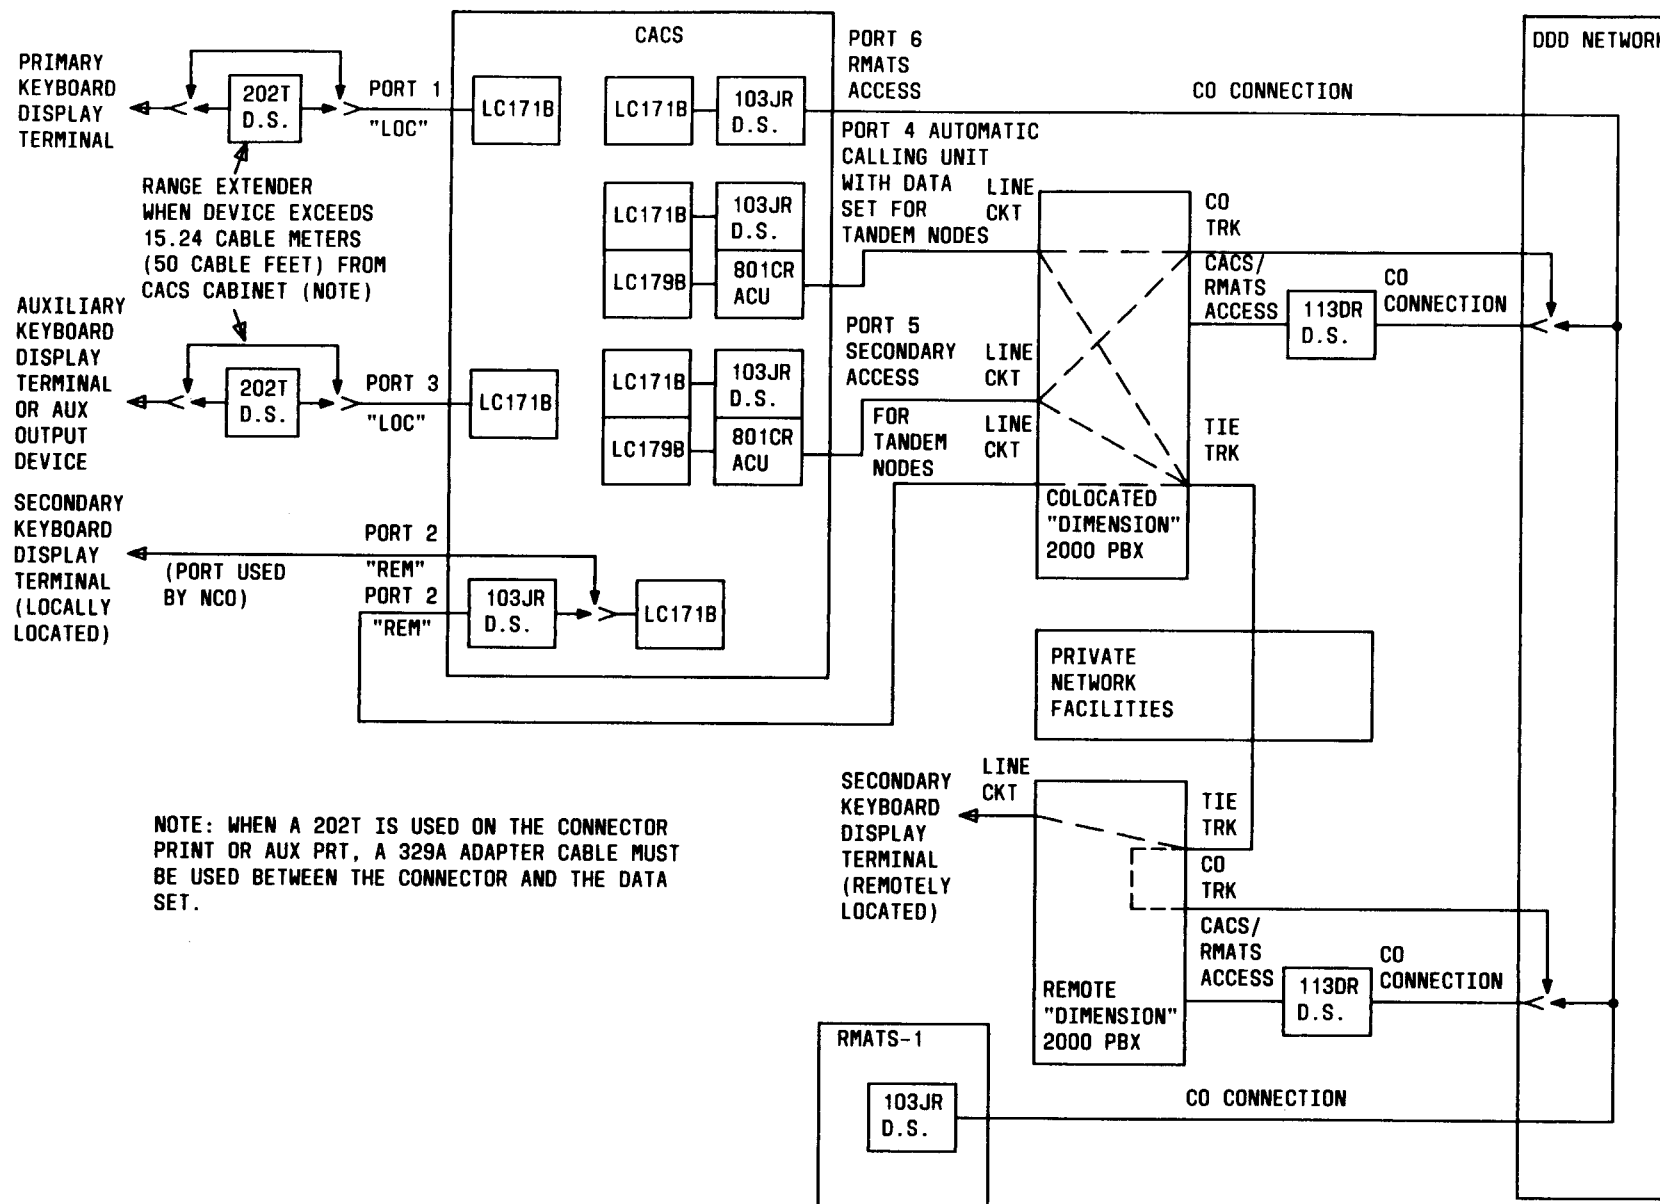 PRIMARY
KEYBOARD
DISPLAY
TERMINAL
202T
D.S.
PORT 1
"LOC"
RANGE EXTENDER
WHEN DEVICE EXCEEDS
15.24 CABLE METERS
(50 CABLE FEET) FROM
CACS CABINET (NOTE)
AUXILIARY
KEYBOARD
DISPLAY
TERMINAL
OR AUX
OUTPUT
DEVICE
202T
D.S.
PORT 3
"LOC"
SECONDARY
KEYBOARD
DISPLAY
TERMINAL
(LOCALLY
LOCATED)
(PORT USED
BY NCO)
PORT 2
"REM"
PORT 2
"REM"
CACS
LC171B
LC171B
103JR
D.S.
LC171B
103JR
D.S.
LC179B
801CR
ACU
LC171B
LC171B
103JR
D.S.
LC179B
801CR
ACU
103JR
D.S.
LC171B
PORT 6
RMATS
ACCESS
CO CONNECTION
PORT 4 AUTOMATIC
CALLING UNIT
WITH DATA
SET FOR
TANDEM NODES
LINE
CKT
PORT 5
SECONDARY
ACCESS
FOR
TANDEM
NODES
LINE
CKT
LINE
CKT
COLOCATED
"DIMENSION"
2000 PBX
CO
TRK
CACS/
RMATS
ACCESS
113DR
D.S.
CO
CONNECTION
TIE
TRK
DDD NETWORK
PRIVATE
NETWORK
FACILITIES
SECONDARY
KEYBOARD
DISPLAY
TERMINAL
(REMOTELY
LOCATED)
LINE
CKT
TIE
TRK
CO
TRK
CACS/
RMATS
ACCESS
113DR
D.S.
CO
CONNECTION
REMOTE
"DIMENSION"
2000 PBX
RMATS-1
103JR
D.S.
CO CONNECTION
NOTE: WHEN A 202T IS USED ON THE CONNECTOR
PRINT OR AUX PRT, A 329A ADAPTER CABLE MUST
BE USED BETWEEN THE CONNECTOR AND THE DATA
SET.